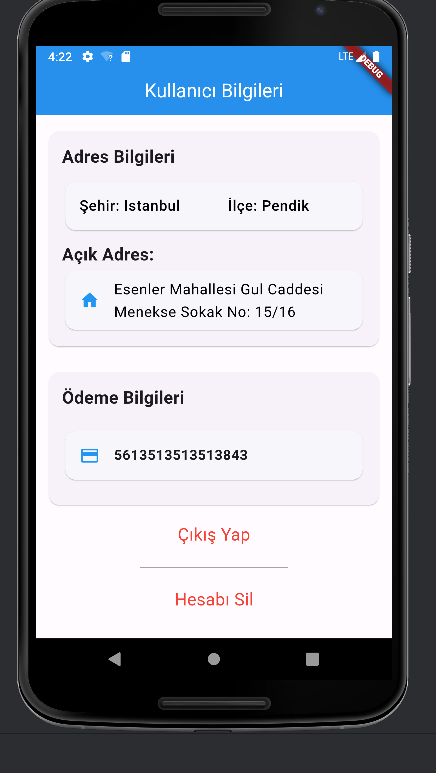 4:22
LTE
DEBUG
Kullanıcı Bilgileri
Adres Bilgileri
Şehir: Istanbul İlçe: Pendik
Açık Adres:
Esenler Mahallesi Gul Caddesi
Menekse Sokak No: 15/16
Ödeme Bilgileri
5613513513513843
Çıkış Yap
Hesabı Sil